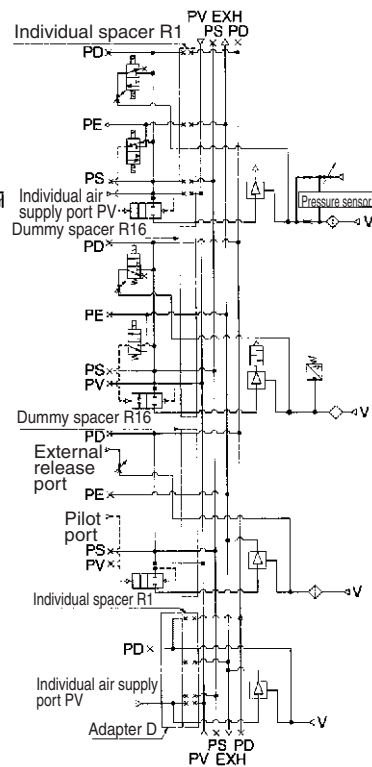 PV EXH
PS PD
Individual spacer R1
PD
PE
PS
Individual air
supply port PV
Pressure sensor
V
Dummy spacer R16
PD
PE
PS
PV
V
Dummy spacer R16
PD
External
release
port
PE
Pilot
port
PS
PV
V
Individual spacer R1
PD
Individual air supply
port PV
V
Adapter D
PS PD
PV EXH